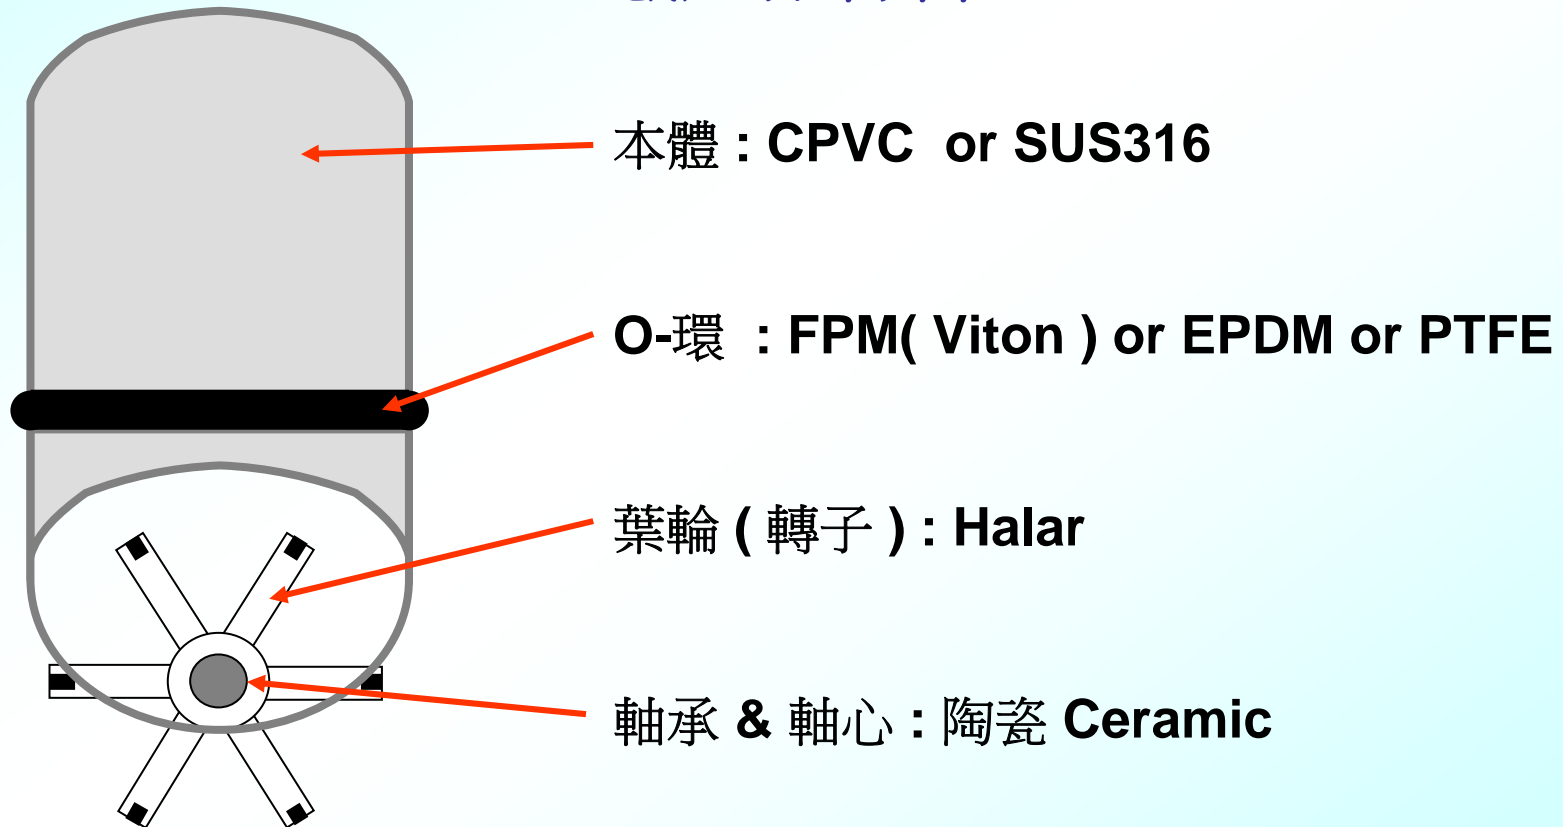 本體 : CPVC or SUS316
O-環 : FPM( Viton ) or EPDM or PTFE
葉輪 ( 轉子 ) : Halar
軸承 & 軸心 : 陶瓷 Ceramic